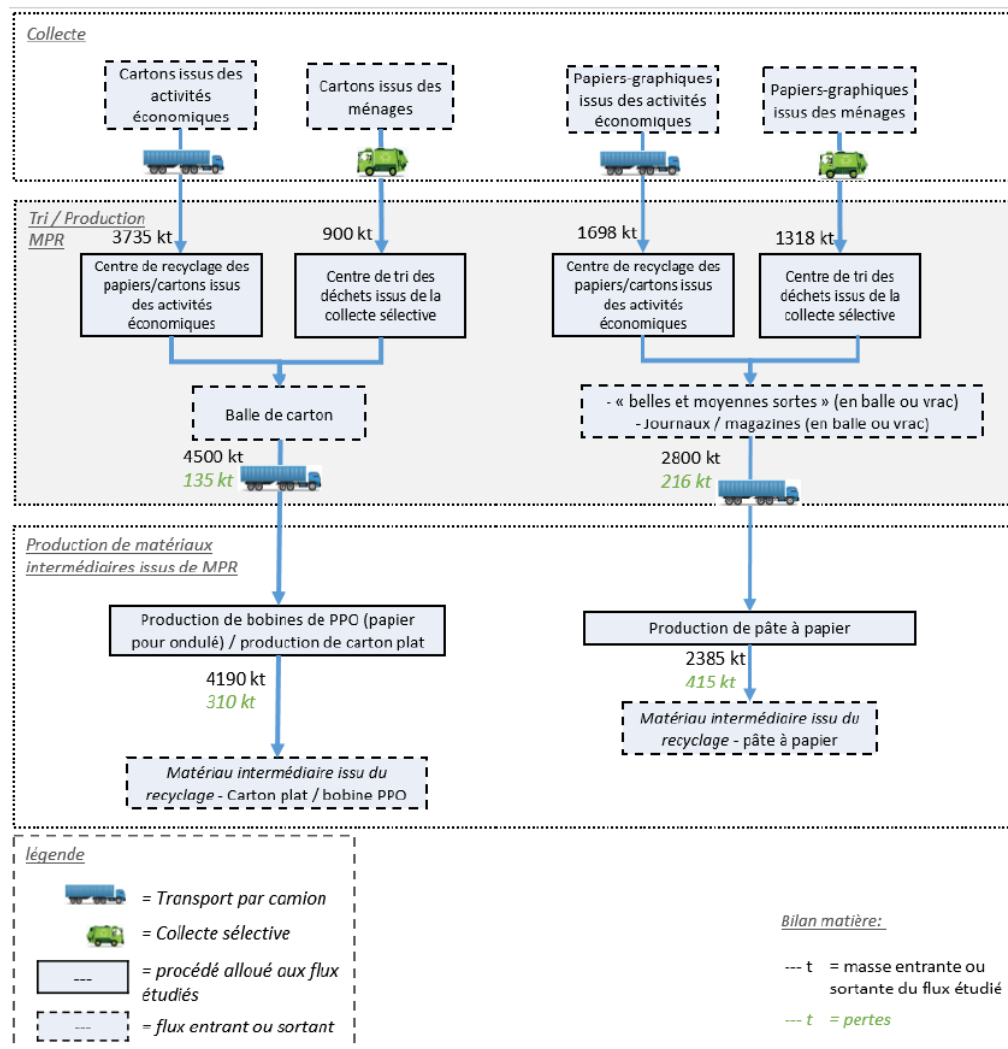 Collecte
Cartons issus des
activités
économiques
Cartons issus des
ménages
Papiers-graphiques
issus des activités
économiques
Papiers-graphiques
issus des ménages
Tri / Production
MPR
3735 kt
900 kt
1698 kt
1318 kt
Centre de recyclage des
papiers/cartons issus
des activités
économiques
Centre de tri des
déchets issus de la
collecte sélective
Centre de recyclage des
papiers/cartons issus
des activités
économiques
Centre de tri des
déchets issus de la
collecte sélective
Balle de carton
- « belles et moyennes sortes » (en balle ou vrac)
- Journaux / magazines (en balle ou vrac)
4500 kt
135 kt
2800 kt
216 kt
Production de matériaux
intermédiaires issus de MPR
Production de bobines de PPO (papier
pour ondulé) / production de carton plat
Production de pâte à papier
4190 kt
310 kt
2385 kt
415 kt
Matériau intermédiaire issu du
recyclage - Carton plat / bobine PPO
Matériau intermédiaire issu du
recyclage - pâte à papier
légende
= Transport par camion
= Collecte sélective
--- = procédé alloué aux flux
étudiés
--- = flux entrant ou sortant
Bilan matière:
--- t = masse entrante ou
sortante du flux étudié
--- t = pertes